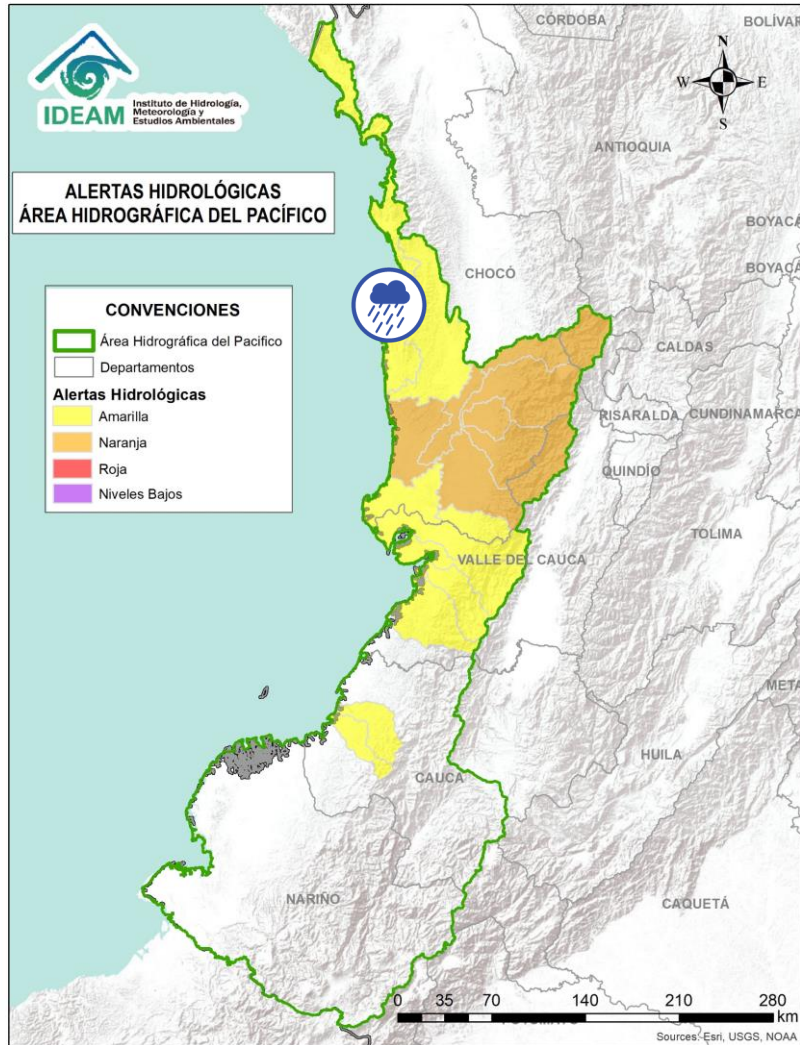 IDEAM
Instituto de Hidrología,
Meteorología y
Estudios Ambientales
ALERTAS HIDROLÓGICAS
ÁREA HIDROGRÁFICA DEL PACÍFICO
CONVENCIONES
Área Hidrográfica del Pacifico
Departamentos
Alertas Hidrológicas
Amarilla
Naranja
Roja
Niveles Bajos
CÓRDOBA
BOLÍVAR
N
W E
S
ANTIOQUIA
BOYACÁ
CHOCÓ
BOYACÁ
CALDAS
RISARALDA
CUNDINAMARCA
QUINDÍO
TOLIMA
VALLE DEL CAUCA
META
HUILA
CAUCA
NARIÑO
CAQUETÁ
0 35 70 140 210 280
km
Sources: Esri, USGS, NOAA